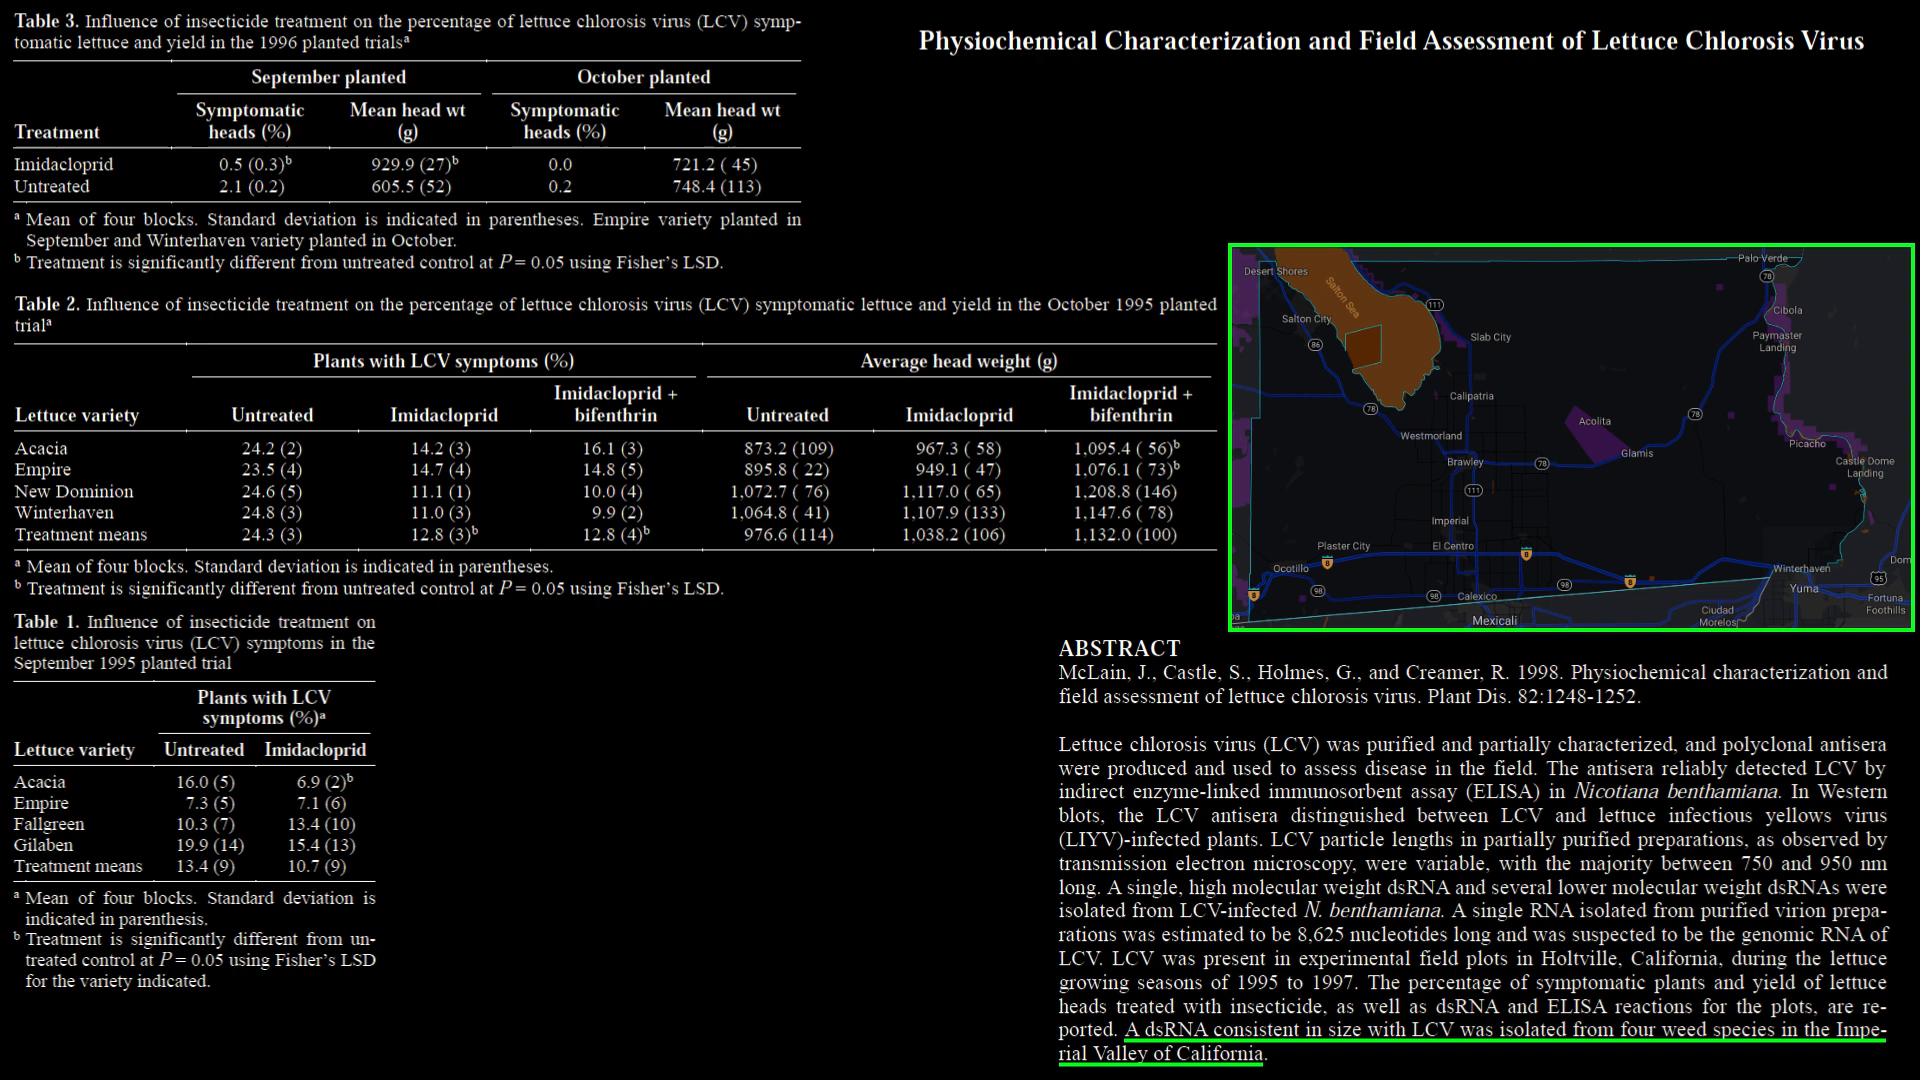 Physiochemical Characterization and Field Assessment of Lettuce Chlorosis Virus
Table 3. Influence of insecticide treatment on the percentage of lettuce chlorosis virus (LCV) symp-
tomatic lettuce and yield in the 1996 planted trialsᵃ
September planted October planted
Symptomatic heads (%) Mean head wt (g) Symptomatic heads (%) Mean head wt (g)
Treatment
Imidacloprid 0.5 (0.3)ᵇ 929.9 (27)ᵇ 0.0 721.2 ( 45)
Untreated 2.1 (0.2) 605.5 (52) 0.2 748.4 (113)
ᵃ Mean of four blocks. Standard deviation is indicated in parentheses. Empire variety planted in
September and Winterhaven variety planted in October.
ᵇ Treatment is significantly different from untreated control at P = 0.05 using Fisher's LSD.
Table 2. Influence of insecticide treatment on the percentage of lettuce chlorosis virus (LCV) symptomatic lettuce and yield in the October 1995 planted
trialᵃ
Plants with LCV symptoms (%) Average head weight (g)
Lettuce variety Untreated Imidacloprid Imidacloprid + bifenthrin Untreated Imidacloprid Imidacloprid + bifenthrin
Acacia 24.2 (2) 14.2 (3) 16.1 (3) 873.2 (109) 967.3 ( 58) 1,095.4 ( 56)ᵇ
Empire 23.5 (4) 14.7 (4) 14.8 (5) 895.8 ( 22) 949.1 ( 47) 1,076.1 ( 73)ᵇ
New Dominion 24.6 (5) 11.1 (1) 10.0 (4) 1,072.7 ( 76) 1,117.0 ( 65) 1,208.8 (146)
Winterhaven 24.8 (3) 11.0 (3) 9.9 (2) 1,064.8 ( 41) 1,107.9 (133) 1,147.6 ( 78)
Treatment means 24.3 (3) 12.8 (3)ᵇ 12.8 (4)ᵇ 976.6 (114) 1,038.2 (106) 1,132.0 (100)
ᵃ Mean of four blocks. Standard deviation is indicated in parentheses.
ᵇ Treatment is significantly different from untreated control at P = 0.05 using Fisher's LSD.
Table 1. Influence of insecticide treatment on
lettuce chlorosis virus (LCV) symptoms in the
September 1995 planted trial
Plants with LCV
symptoms (%)ᵃ
Lettuce variety Untreated Imidacloprid
Acacia 16.0 (5) 6.9 (2)ᵇ
Empire 7.3 (5) 7.1 (6)
Fallgreen 10.3 (7) 13.4 (10)
Gilaben 19.9 (14) 15.4 (13)
Treatment means 13.4 (9) 10.7 (9)
ᵃ Mean of four blocks. Standard deviation is
indicated in parenthesis.
ᵇ Treatment is significantly different from un-
treated control at P = 0.05 using Fisher's LSD
for the variety indicated.
Palo Verde
Desert Shores
78
Salton Sea
111
Cibola
Salton City
Paymaster
Landing
Slab City
86
Calipatria
78
78
Acolita
Westmorland
Picacho
Glamis
Brawley
78
Castle Dome
Landing
111
Imperial
Plaster City
El Centro
8
8
Ocotillo
Winterhaven
Dom
8
98
98
98
8
Calexico
Yuma
95
Fortuna
Foothills
Mexicali
Ciudad
Morelos
ABSTRACT
McLain, J., Castle, S., Holmes, G., and Creamer, R. 1998. Physiochemical characterization and
field assessment of lettuce chlorosis virus. Plant Dis. 82:1248-1252.
Lettuce chlorosis virus (LCV) was purified and partially characterized, and polyclonal antisera
were produced and used to assess disease in the field. The antisera reliably detected LCV by
indirect enzyme-linked immunosorbent assay (ELISA) in Nicotiana benthamiana. In Western
blots, the LCV antisera distinguished between LCV and lettuce infectious yellows virus
(LIYV)-infected plants. LCV particle lengths in partially purified preparations, as observed by
transmission electron microscopy, were variable, with the majority between 750 and 950 nm
long. A single, high molecular weight dsRNA and several lower molecular weight dsRNAs were
isolated from LCV-infected N. benthamiana. A single RNA isolated from purified virion prepa-
rations was estimated to be 8,625 nucleotides long and was suspected to be the genomic RNA of
LCV. LCV was present in experimental field plots in Holtville, California, during the lettuce
growing seasons of 1995 to 1997. The percentage of symptomatic plants and yield of lettuce
heads treated with insecticide, as well as dsRNA and ELISA reactions for the plots, are re-
ported. A dsRNA consistent in size with LCV was isolated from four weed species in the Impe-
rial Valley of California.